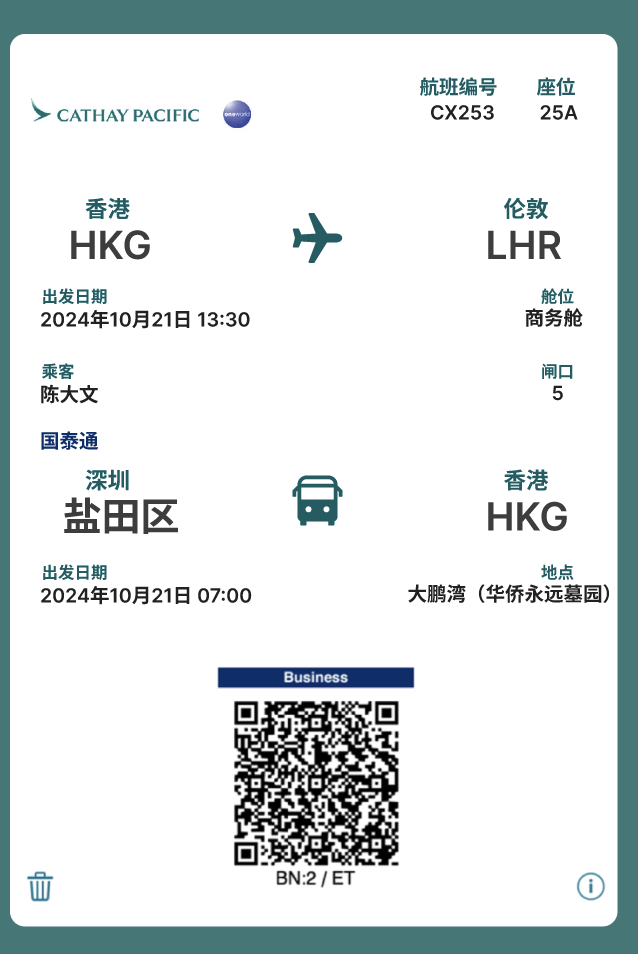 航班编号 座位
CATHAY PACIFIC oneworld CX253 25A
香港 伦敦
HKG LHR
出发日期 舱位
2024年10月21日 13:30 商务舱
乘客 闸口
陈大文 5
国泰通
深圳 香港
盐田区 HKG
出发日期 地点
2024年10月21日 07:00 大鹏湾（华侨永远墓园）
Business
BN:2 / ET